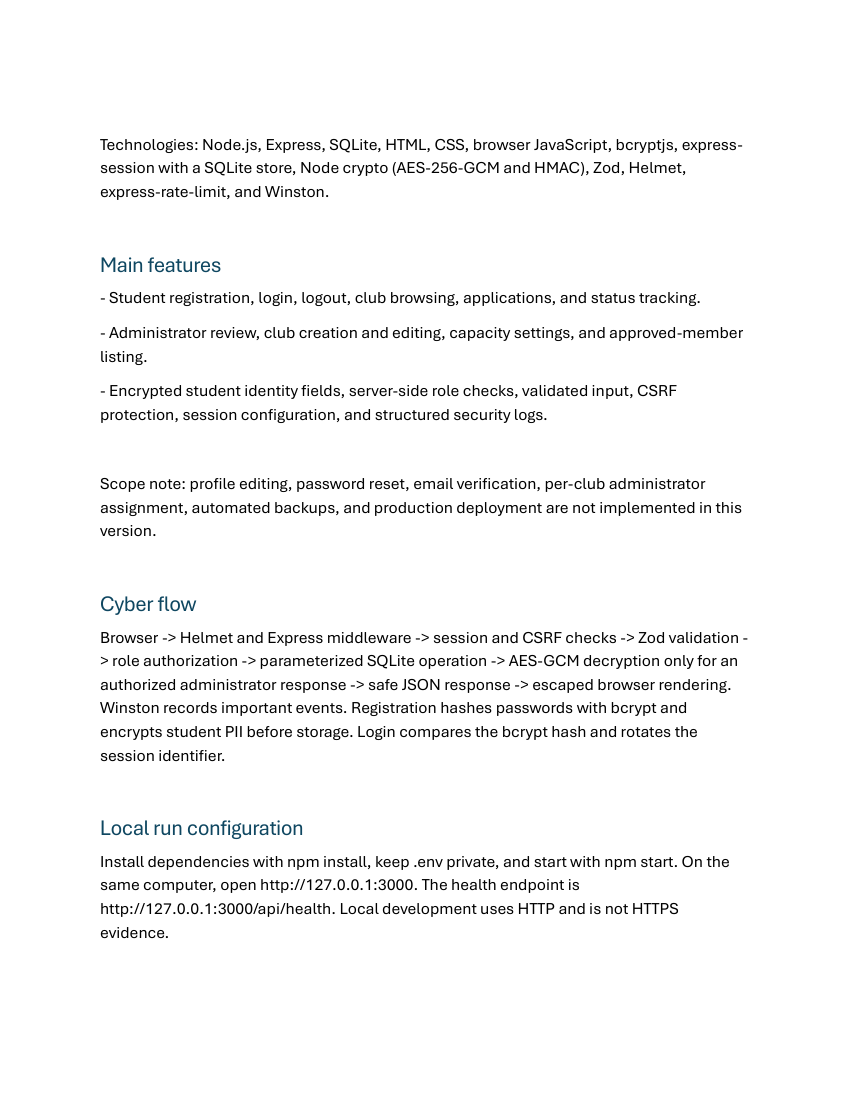 Technologies: Node.js, Express, SQLite, HTML, CSS, browser JavaScript, bcryptjs, express-
session with a SQLite store, Node crypto (AES-256-GCM and HMAC), Zod, Helmet,
express-rate-limit, and Winston.
Main features
- Student registration, login, logout, club browsing, applications, and status tracking.
- Administrator review, club creation and editing, capacity settings, and approved-member
listing.
- Encrypted student identity fields, server-side role checks, validated input, CSRF
protection, session configuration, and structured security logs.
Scope note: profile editing, password reset, email verification, per-club administrator
assignment, automated backups, and production deployment are not implemented in this
version.
Cyber flow
Browser -> Helmet and Express middleware -> session and CSRF checks -> Zod validation -
> role authorization -> parameterized SQLite operation -> AES-GCM decryption only for an
authorized administrator response -> safe JSON response -> escaped browser rendering.
Winston records important events. Registration hashes passwords with bcrypt and
encrypts student PII before storage. Login compares the bcrypt hash and rotates the
session identifier.
Local run configuration
Install dependencies with npm install, keep .env private, and start with npm start. On the
same computer, open http://127.0.0.1:3000. The health endpoint is
http://127.0.0.1:3000/api/health. Local development uses HTTP and is not HTTPS
evidence.